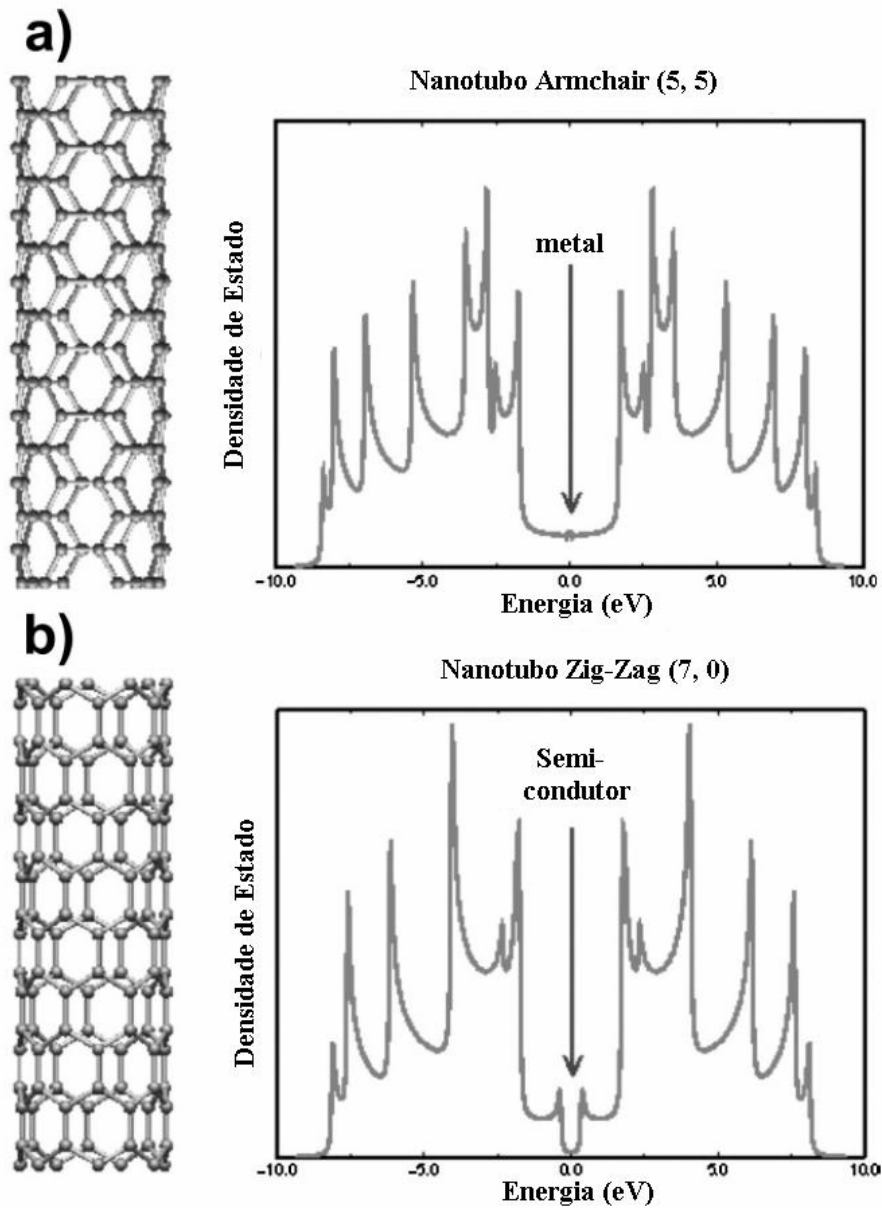 a)
Nanotubo Armchair (5, 5)
Densidade de Estado
metal
−10.0 −5.0 0.0 5.0 10.0
Energia (eV)
b)
Nanotubo Zig-Zag (7, 0)
Densidade de Estado
Semi-
condutor
−10.0 −5.0 0.0 5.0 10.0
Energia (eV)